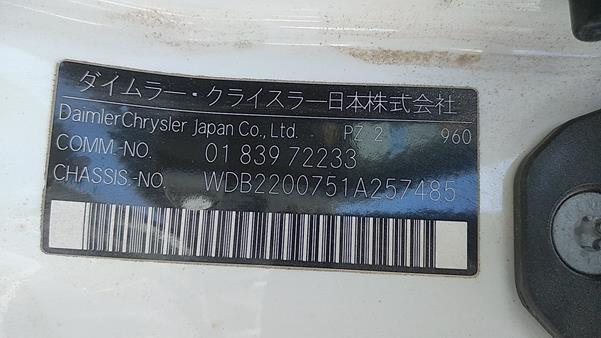 ダイムラー・クライスラー日本株式会社
DaimlerChrysler Japan Co., Ltd. PZ 2 960
COMM.-NO. 01 839 72233
CHASSIS.-NO. WDB2200751A257485